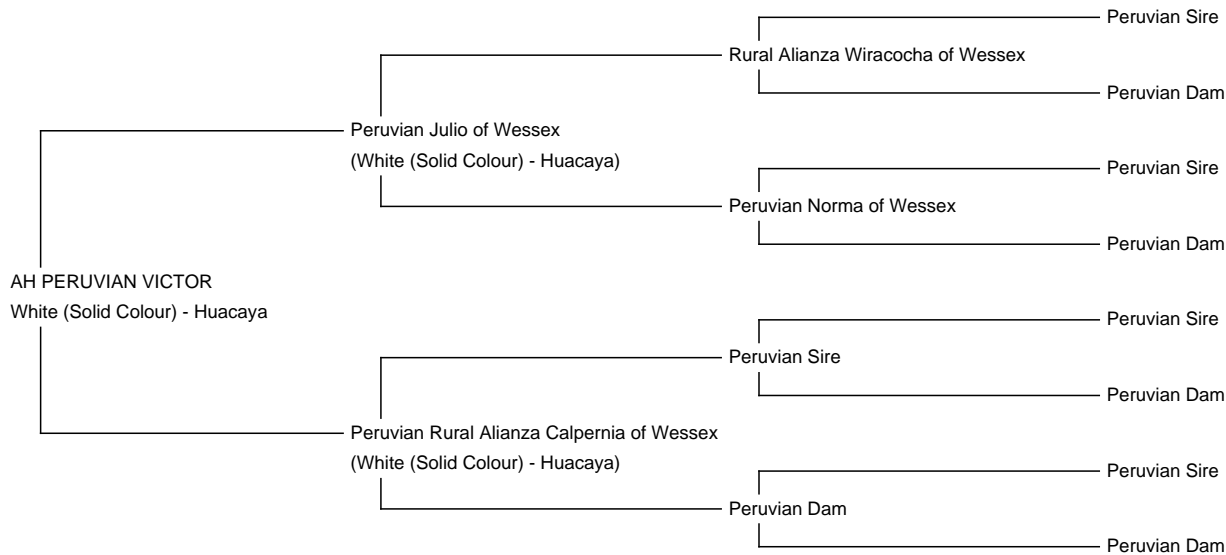 Peruvian Sire
Rural Alianza Wiracocha of Wessex
Peruvian Dam
Peruvian Julio of Wessex
(White (Solid Colour) - Huacaya)
Peruvian Sire
Peruvian Norma of Wessex
Peruvian Dam
AH PERUVIAN VICTOR
White (Solid Colour) - Huacaya
Peruvian Sire
Peruvian Sire
Peruvian Dam
Peruvian Rural Alianza Calpernia of Wessex
(White (Solid Colour) - Huacaya)
Peruvian Sire
Peruvian Dam
Peruvian Dam